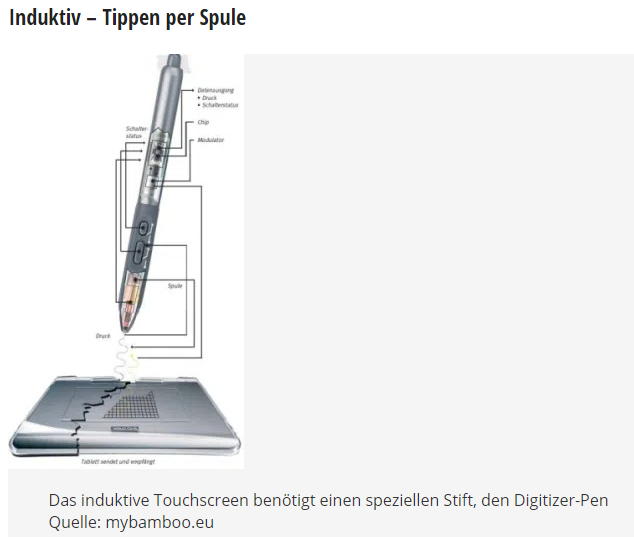 Induktiv – Tippen per Spule
Datenausgang
• Druck
• Schalterstatus
Chip
Schalter-
status
Modulator
Spule
Druck
Tablett sendet und empfängt
Das induktive Touchscreen benötigt einen speziellen Stift, den Digitizer-Pen
Quelle: mybamboo.eu